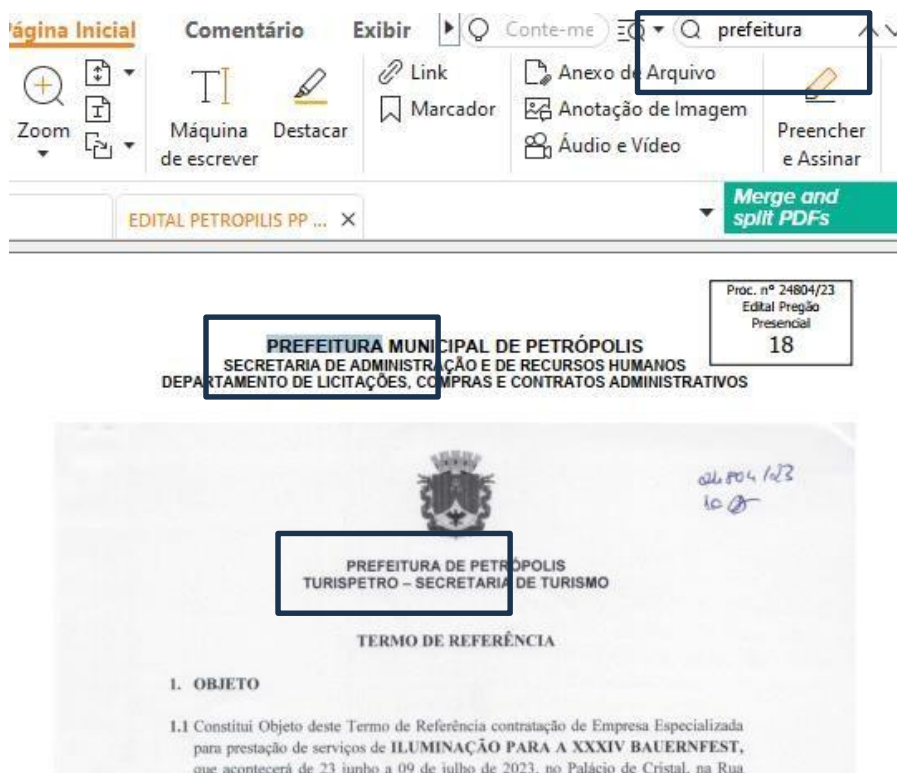 Página Inicial Comentário Exibir Conte-me prefeitura
Zoom
Máquina de escrever
Destacar
Link
Marcador
Anexo de Arquivo
Anotação de Imagem
Áudio e Vídeo
Preencher e Assinar
EDITAL PETROPILIS PP ... X
Merge and
split PDFs
Proc. nº 24804/23
Edital Pregão
Presencial
18
PREFEITURA MUNICIPAL DE PETRÓPOLIS
SECRETARIA DE ADMINISTRAÇÃO E DE RECURSOS HUMANOS
DEPARTAMENTO DE LICITAÇÕES, COMPRAS E CONTRATOS ADMINISTRATIVOS
24804/23
10
PREFEITURA DE PETRÓPOLIS
TURISPETRO – SECRETARIA DE TURISMO
TERMO DE REFERÊNCIA
1. OBJETO
1.1 Constitui Objeto deste Termo de Referência contratação de Empresa Especializada
para prestação de serviços de ILUMINAÇÃO PARA A XXXIV BAUERNFEST,
que acontecerá de 23 junho a 09 de julho de 2023, no Palácio de Cristal, na Rua